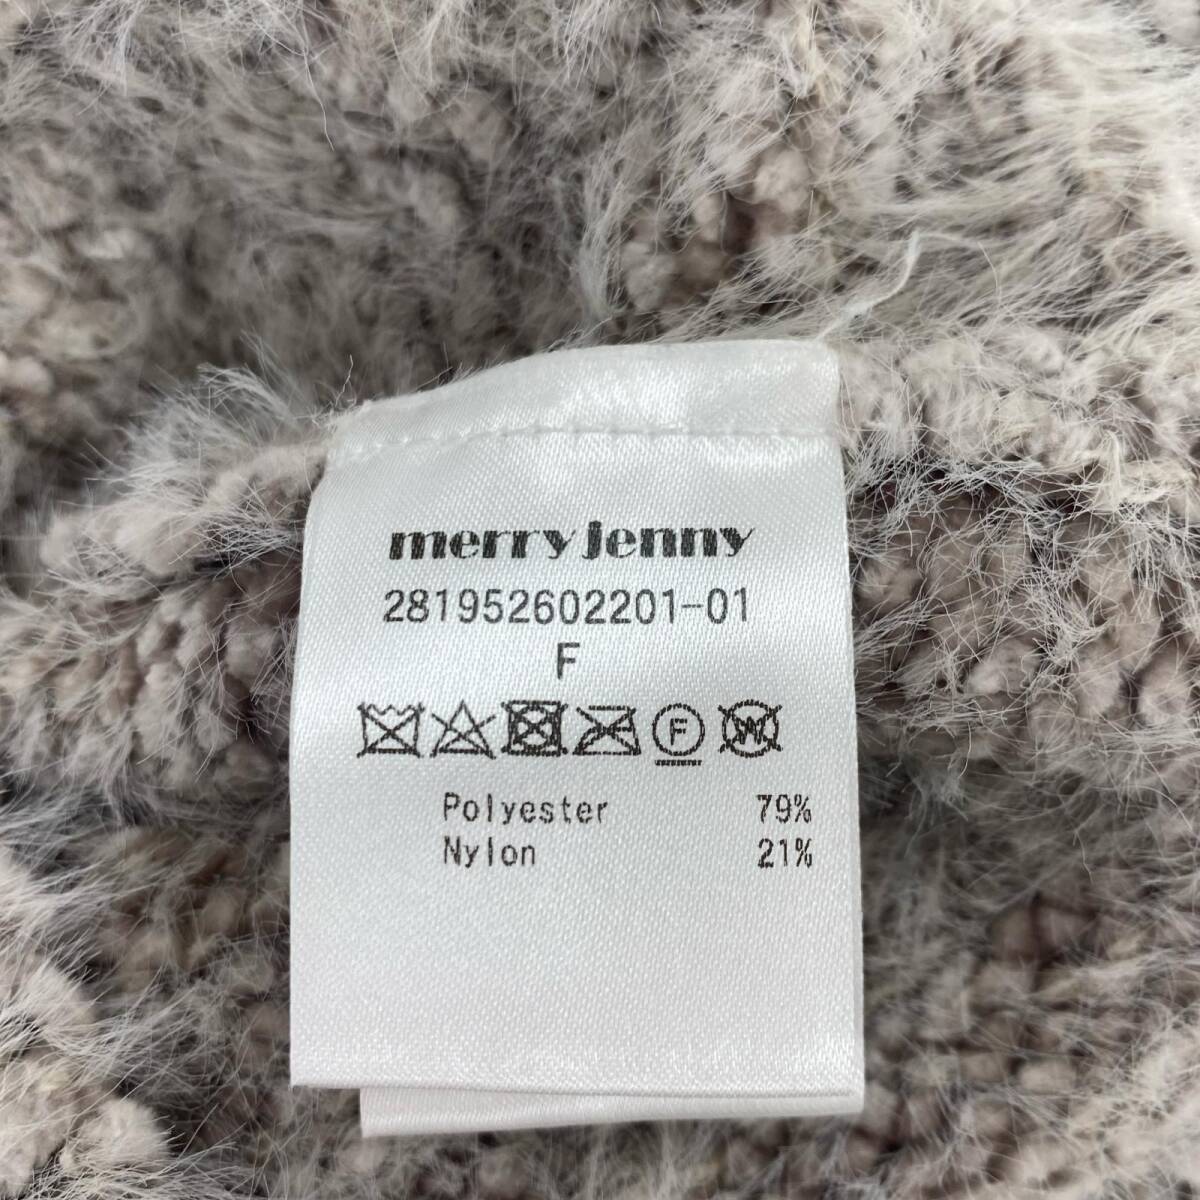 merry jenny
281952602201-01
F
F W
Polyester 79%
Nylon 21%